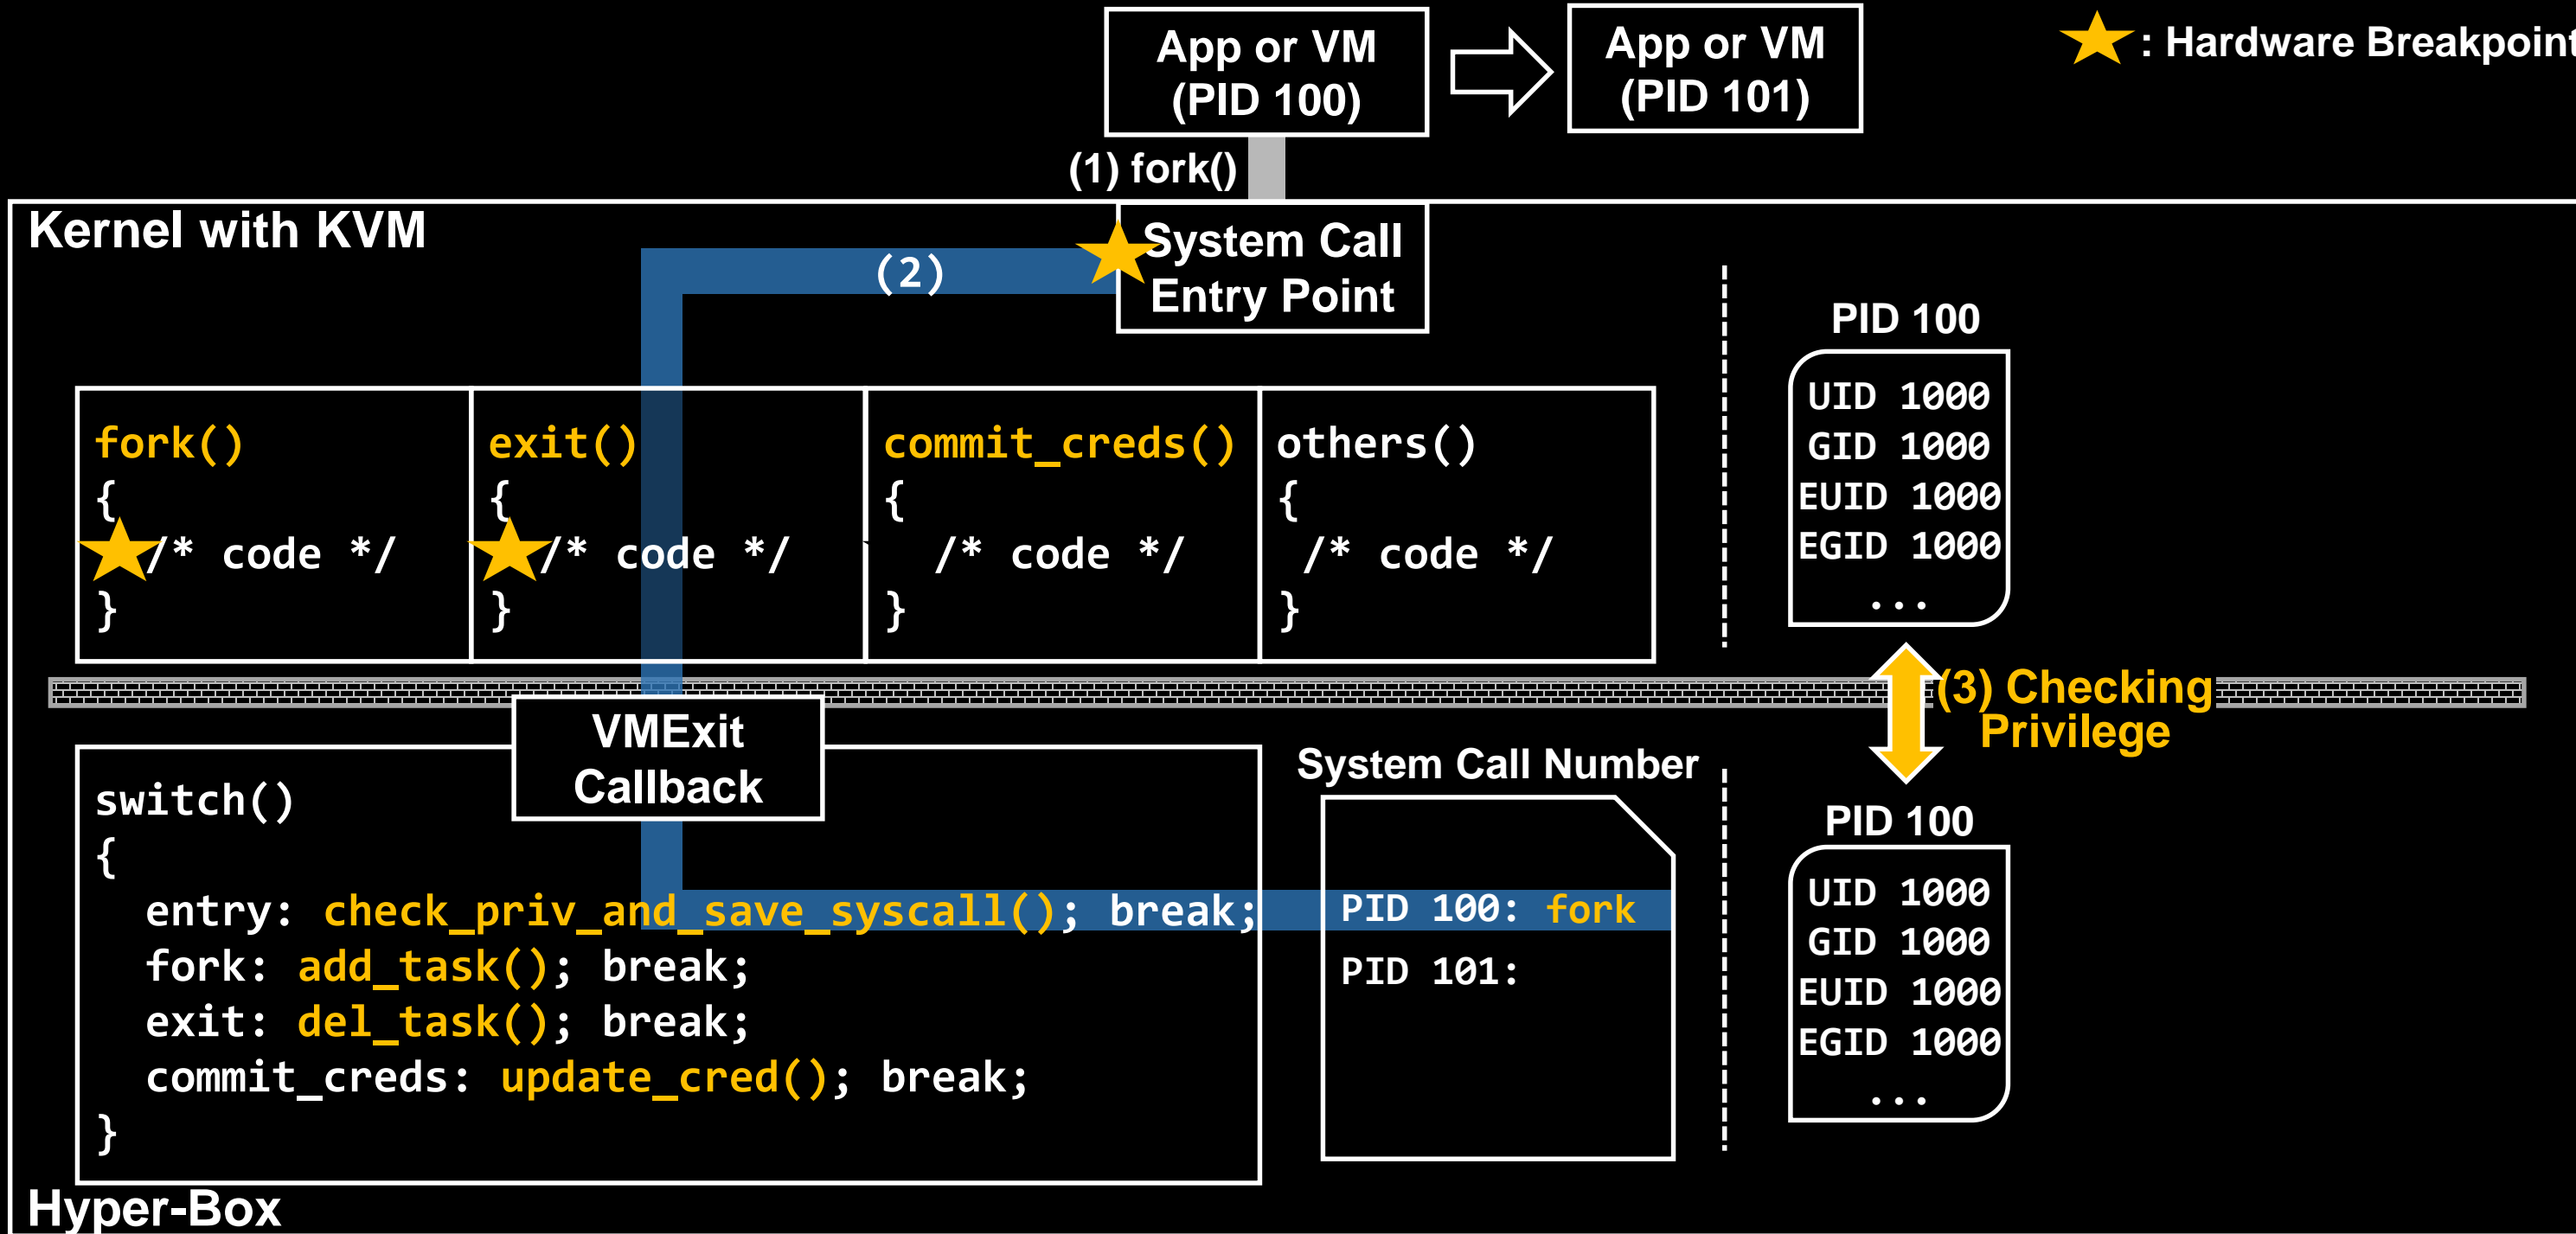 App or VM
(PID 100)
App or VM
(PID 101)
: Hardware Breakpoint
(1) fork()
Kernel with KVM
(2)
System Call
Entry Point
fork()
{
/* code */
}
exit()
{
/* code */
}
commit_creds()
{
/* code */
}
others()
{
/* code */
}
PID 100
UID 1000
GID 1000
EUID 1000
EGID 1000
...
(3) Checking
Privilege
VMExit
Callback
switch()
{
entry: check_priv_and_save_syscall(); break;
fork: add_task(); break;
exit: del_task(); break;
commit_creds: update_cred(); break;
}
System Call Number
PID 100: fork
PID 101:
PID 100
UID 1000
GID 1000
EUID 1000
EGID 1000
...
Hyper-Box